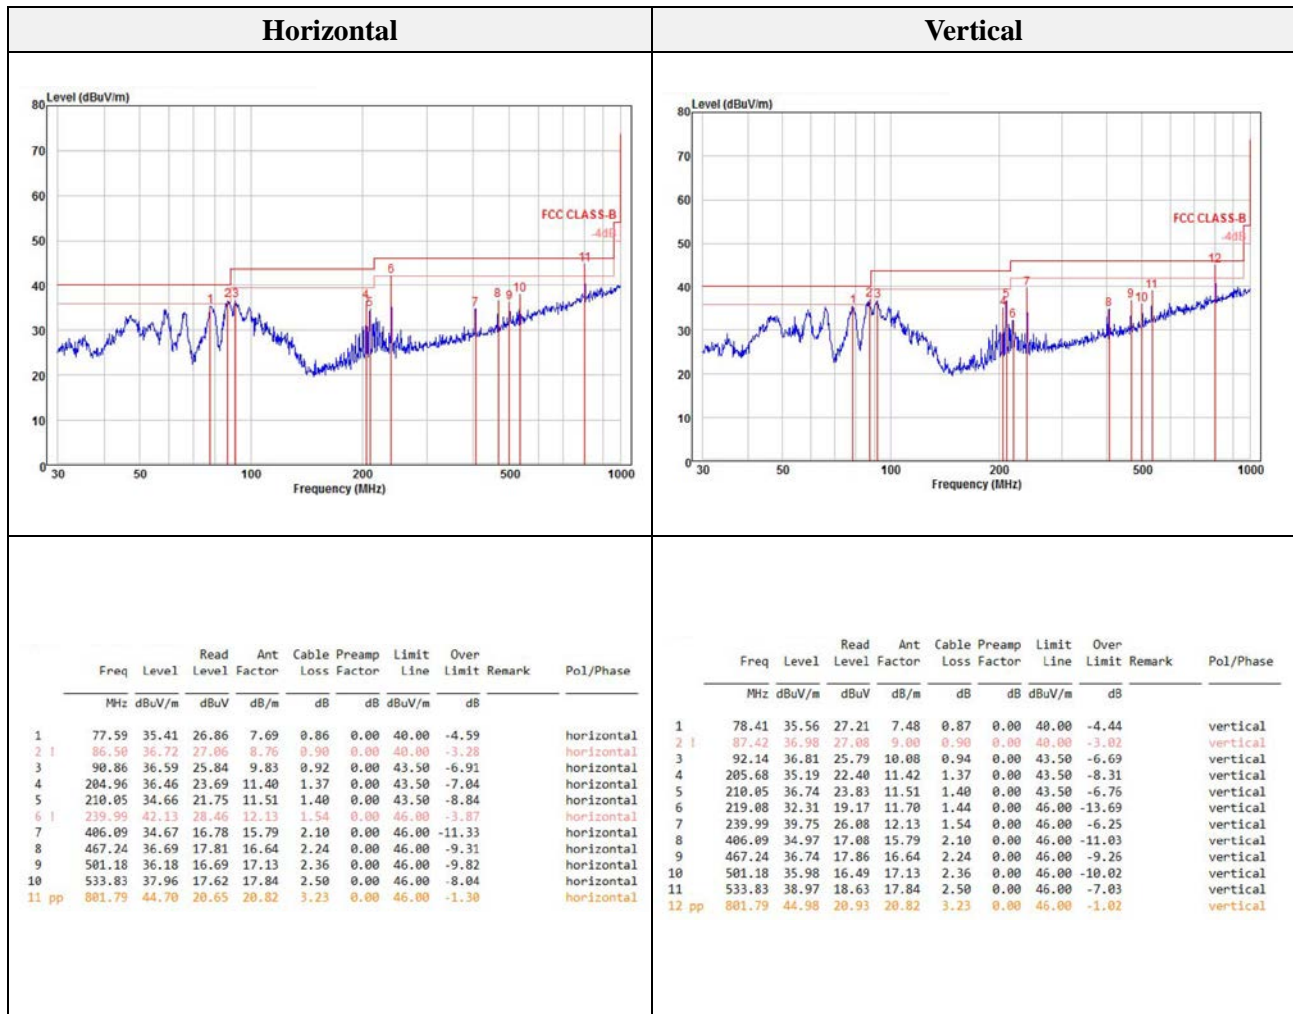 Horizontal
Vertical
Level (dBuV/m)
80
70
60
50
40
30
20
10
0
FCC CLASS-B
-4dB
1 2 3 4 5 6 7 8 9 10 11
30 50 100 200 500 1000
Frequency (MHz)
Level (dBuV/m)
80
70
60
50
40
30
20
10
0
FCC CLASS-B
-4dB
1 2 3 4 5 6 7 8 9 10 11 12
30 50 100 200 500 1000
Frequency (MHz)
Read Ant Cable Preamp Limit Over
Freq Level Level Factor Loss Factor Line Limit Remark Pol/Phase
MHz dBuV/m dBuV dB/m dB dB dBuV/m dB
1 77.59 35.41 26.86 7.69 0.86 0.00 40.00 -4.59 horizontal
2 ! 86.50 36.72 27.06 8.76 0.90 0.00 40.00 -3.28 horizontal
3 90.86 36.59 25.84 9.83 0.92 0.00 43.50 -6.91 horizontal
4 204.96 36.46 23.69 11.40 1.37 0.00 43.50 -7.04 horizontal
5 210.05 34.66 21.75 11.51 1.40 0.00 43.50 -8.84 horizontal
6 ! 239.99 42.13 28.46 12.13 1.54 0.00 46.00 -3.87 horizontal
7 406.09 34.67 16.78 15.79 2.10 0.00 46.00 -11.33 horizontal
8 467.24 36.69 17.81 16.64 2.24 0.00 46.00 -9.31 horizontal
9 501.18 36.18 16.69 17.13 2.36 0.00 46.00 -9.82 horizontal
10 533.83 37.96 17.62 17.84 2.50 0.00 46.00 -8.04 horizontal
11 pp 801.79 44.70 20.65 20.82 3.23 0.00 46.00 -1.30 horizontal
Read Ant Cable Preamp Limit Over
Freq Level Level Factor Loss Factor Line Limit Remark Pol/Phase
MHz dBuV/m dBuV dB/m dB dB dBuV/m dB
1 78.41 35.56 27.21 7.48 0.87 0.00 40.00 -4.44 vertical
2 ! 87.42 36.98 27.08 9.00 0.90 0.00 40.00 -3.02 vertical
3 92.14 36.81 25.79 10.08 0.94 0.00 43.50 -6.69 vertical
4 205.68 35.19 22.40 11.42 1.37 0.00 43.50 -8.31 vertical
5 210.05 36.74 23.83 11.51 1.40 0.00 43.50 -6.76 vertical
6 219.08 32.31 19.17 11.70 1.44 0.00 46.00 -13.69 vertical
7 239.99 39.75 26.08 12.13 1.54 0.00 46.00 -6.25 vertical
8 406.09 34.97 17.08 15.79 2.10 0.00 46.00 -11.03 vertical
9 467.24 36.74 17.86 16.64 2.24 0.00 46.00 -9.26 vertical
10 501.18 35.98 16.49 17.13 2.36 0.00 46.00 -10.02 vertical
11 533.83 38.97 18.63 17.84 2.50 0.00 46.00 -7.03 vertical
12 pp 801.79 44.98 20.93 20.82 3.23 0.00 46.00 -1.02 vertical